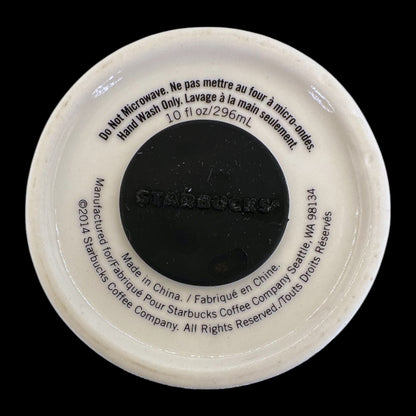 Do Not Microwave. Ne pas mettre au four à micro-ondes.
Hand Wash Only. Lavage à la main seulement.
10 fl oz/296mL
STARBUCKS®
Made in China. / Fabriqué en Chine.
Manufactured for/Fabriqué Pour Starbucks Coffee Company Seattle, WA 98134
©2014 Starbucks Coffee Company. All Rights Reserved./Touts Droits Réservés